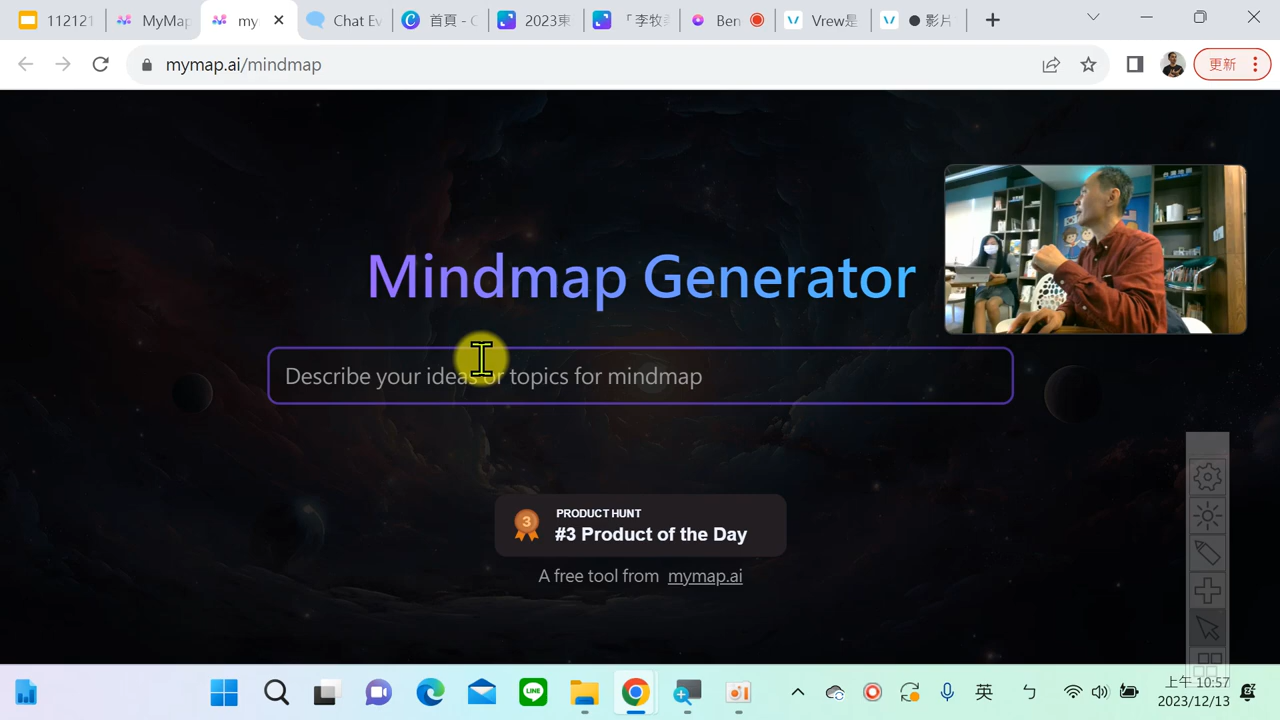 112121
MyMap
my
Chat Ev
首頁 - C
2023東
「李牧
Ben
Vrew是
影片
mymap.ai/mindmap
更新
Mindmap Generator
Describe your ideas or topics for mindmap
3
PRODUCT HUNT
#3 Product of the Day
A free tool from mymap.ai
LINE
英
ㄅ
上午 10:57
2023/12/13